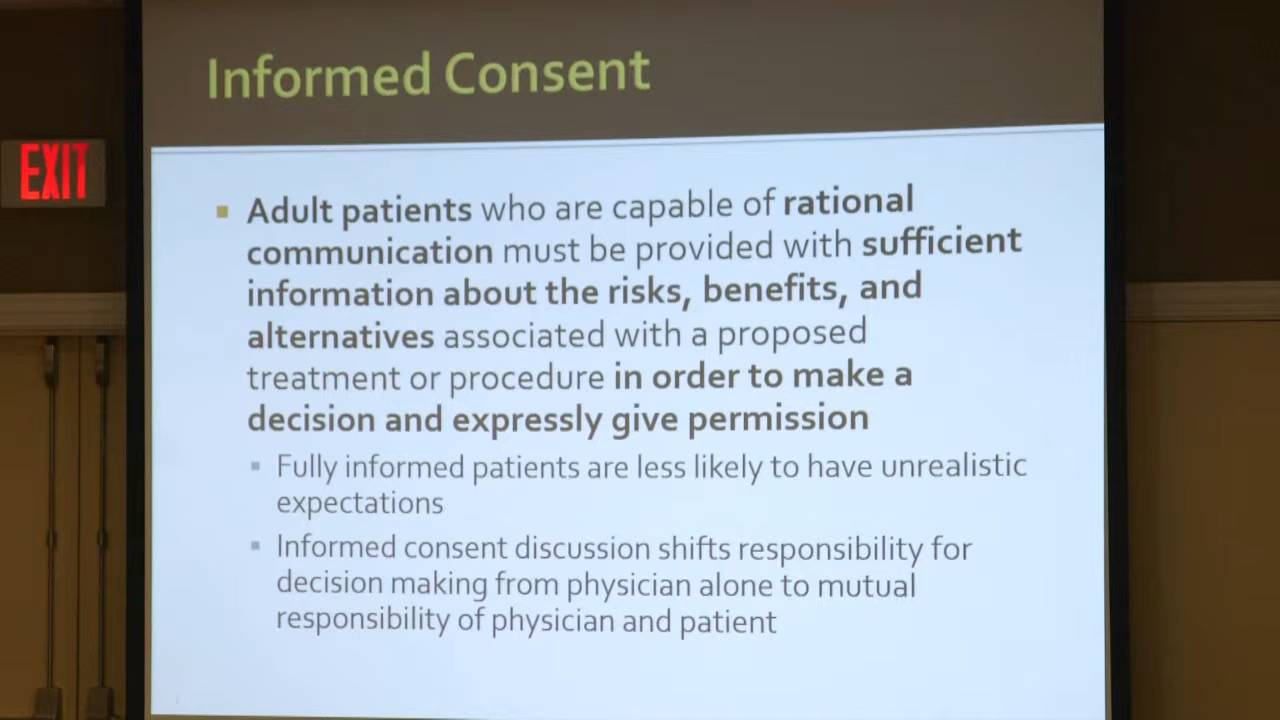 Informed Consent
EXIT
Adult patients who are capable of rational
communication must be provided with sufficient
information about the risks, benefits, and
alternatives associated with a proposed
treatment or procedure in order to make a
decision and expressly give permission
Fully informed patients are less likely to have unrealistic
expectations
Informed consent discussion shifts responsibility for
decision making from physician alone to mutual
responsibility of physician and patient